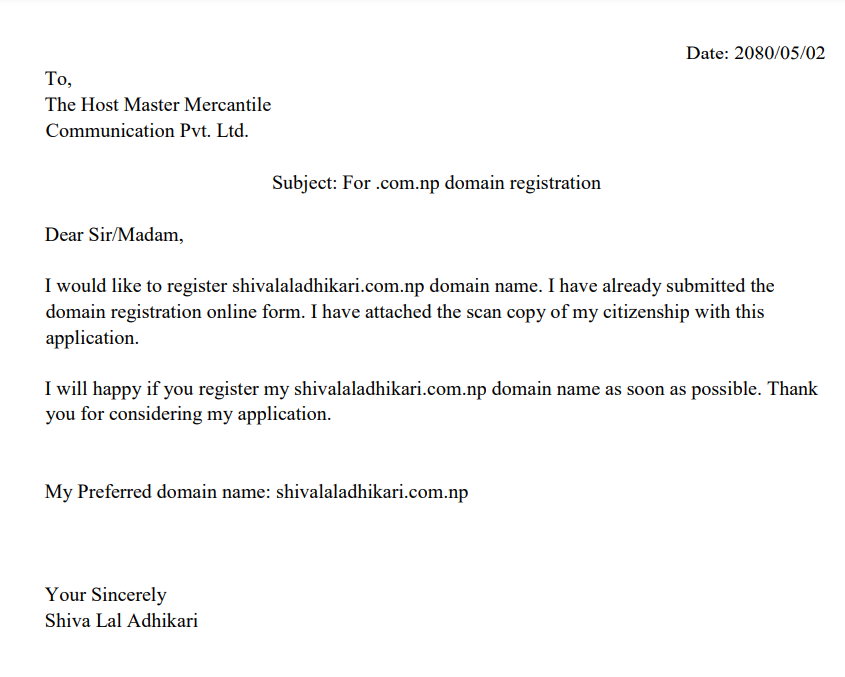 Date: 2080/05/02
To,
The Host Master Mercantile
Communication Pvt. Ltd.
Subject: For .com.np domain registration
Dear Sir/Madam,
I would like to register shivalaladhikari.com.np domain name. I have already submitted the
domain registration online form. I have attached the scan copy of my citizenship with this
application.
I will happy if you register my shivalaladhikari.com.np domain name as soon as possible. Thank
you for considering my application.
My Preferred domain name: shivalaladhikari.com.np
Your Sincerely
Shiva Lal Adhikari